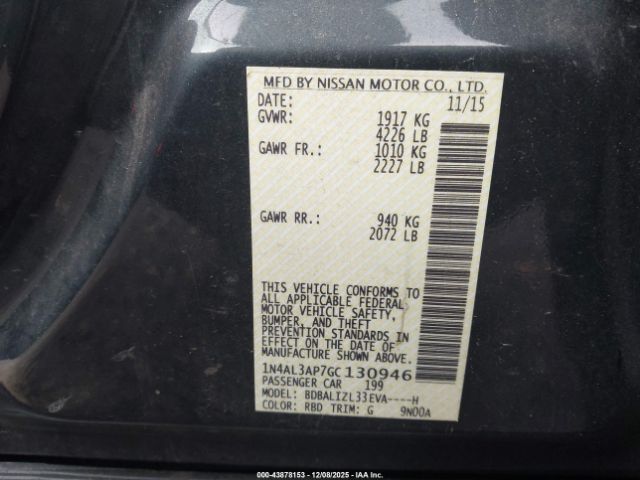 MFD BY NISSAN MOTOR CO., LTD.
DATE: 11/15
GVWR: 1917 KG
4226 LB
GAWR FR.: 1010 KG
2227 LB
GAWR RR.: 940 KG
2072 LB
THIS VEHICLE CONFORMS TO
ALL APPLICABLE FEDERAL
MOTOR VEHICLE SAFETY,
BUMPER, AND THEFT
PREVENTION STANDARDS IN
EFFECT ON THE DATE OF
MANUFACTURE SHOWN ABOVE.
1N4AL3AP7GC130946
PASSENGER CAR 199
MODEL: BDBALIZL33EVA----H
COLOR: RBD TRIM: G 9N00A
000-43878153 - 12/08/2025 - IAA Inc.